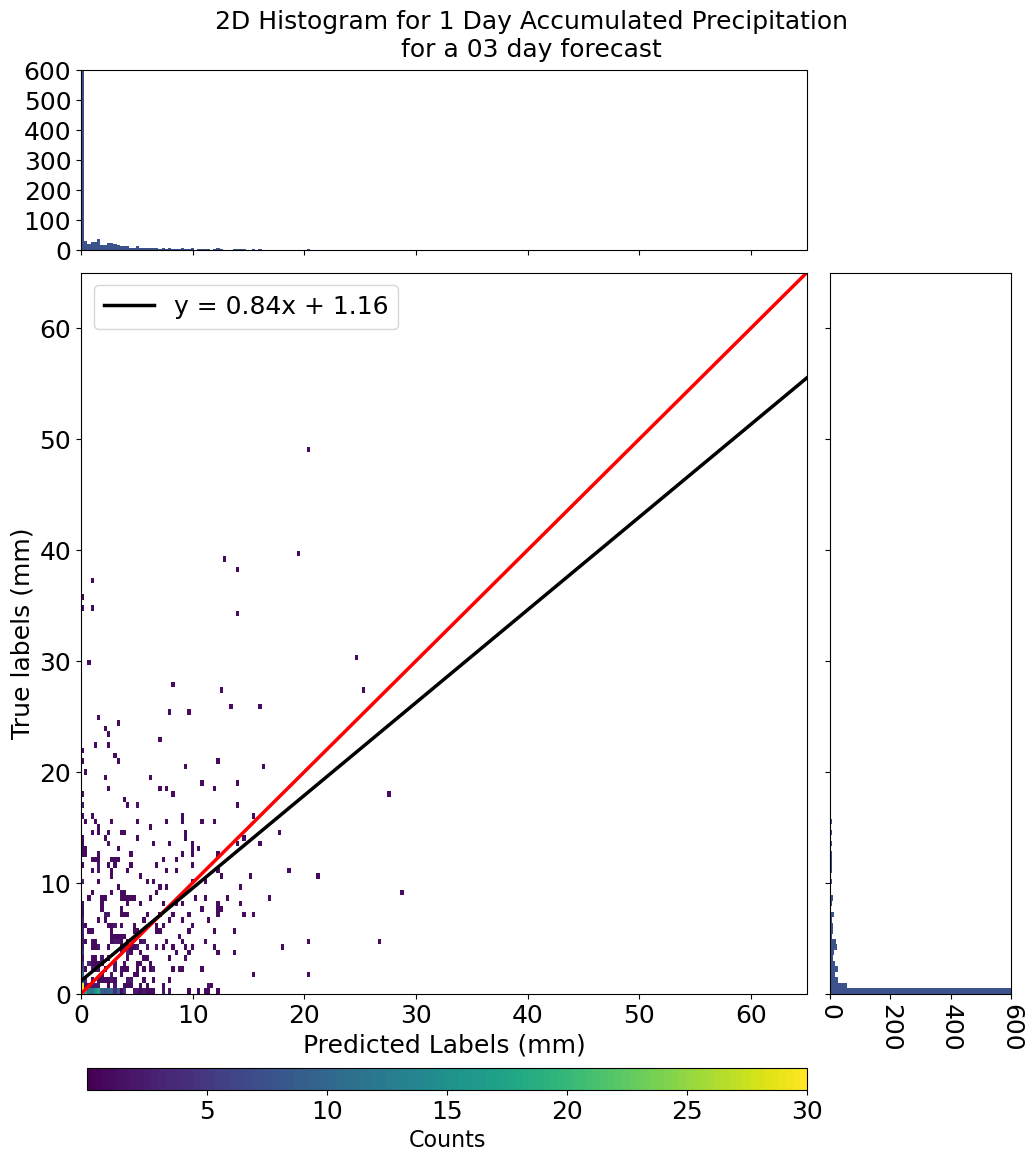 2D Histogram for 1 Day Accumulated Precipitation
for a 03 day forecast
600
500
400
300
200
100
0
y = 0.84x + 1.16
60
50
40
30
20
10
0
True labels (mm)
0 10 20 30 40 50 60
Predicted Labels (mm)
0 200 400 600
5 10 15 20 25 30
Counts